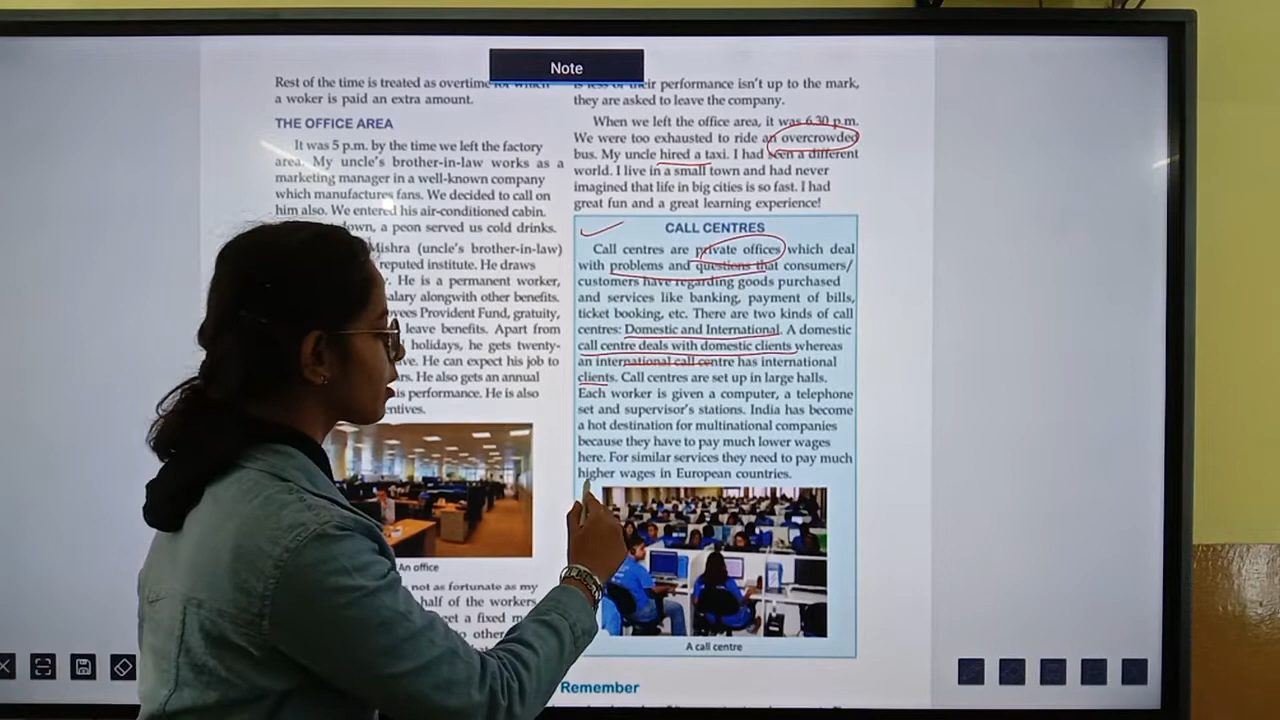 Note
Rest of the time is treated as overtime for which
a woker is paid an extra amount.
THE OFFICE AREA
It was 5 p.m. by the time we left the factory
area. My uncle's brother-in-law works as a
marketing manager in a well-known company
which manufactures fans. We decided to call on
him also. We entered his air-conditioned cabin.
down, a peon served us cold drinks.
Mishra (uncle's brother-in-law)
reputed institute. He draws
He is a permanent worker,
alongwith other benefits.
Provident Fund, gratuity,
leave benefits. Apart from
holidays, he gets twenty-
He can expect his job to
He also gets an annual
performance. He is also
An office
not as fortunate as my
half of the workers
a fixed
is less or their performance isn't up to the mark,
they are asked to leave the company.
When we left the office area, it was 6.30 p.m.
We were too exhausted to ride an overcrowded
bus. My uncle hired a taxi. I had seen a different
world. I live in a small town and had never
imagined that life in big cities is so fast. I had
great fun and a great learning experience!
CALL CENTRES
Call centres are private offices which deal
with problems and questions that consumers/
customers have regarding goods purchased
and services like banking, payment of bills,
ticket booking, etc. There are two kinds of call
centres: Domestic and International. A domestic
call centre deals with domestic clients whereas
an international call centre has international
clients. Call centres are set up in large halls.
Each worker is given a computer, a telephone
set and supervisor's stations. India has become
a hot destination for multinational companies
because they have to pay much lower wages
here. For similar services they need to pay much
higher wages in European countries.
A call centre
Remember